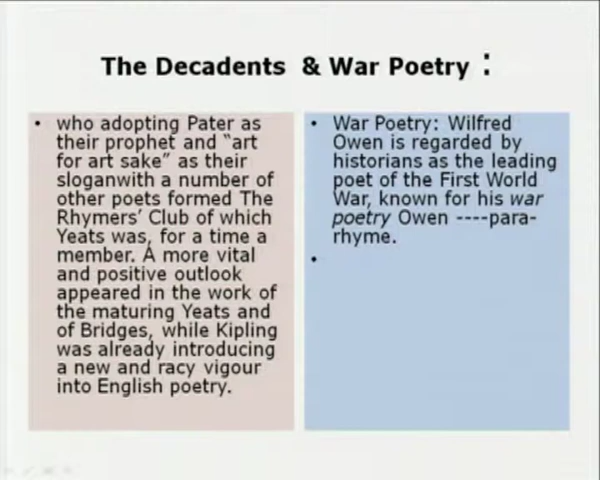 The Decadents & War Poetry :
• who adopting Pater as
their prophet and “art
for art sake” as their
sloganwith a number of
other poets formed The
Rhymers’ Club of which
Yeats was, for a time a
member. A more vital
and positive outlook
appeared in the work of
the maturing Yeats and
of Bridges, while Kipling
was already introducing
a new and racy vigour
into English poetry.
• War Poetry: Wilfred
Owen is regarded by
historians as the leading
poet of the First World
War, known for his war
poetry Owen ----para-
rhyme.
•